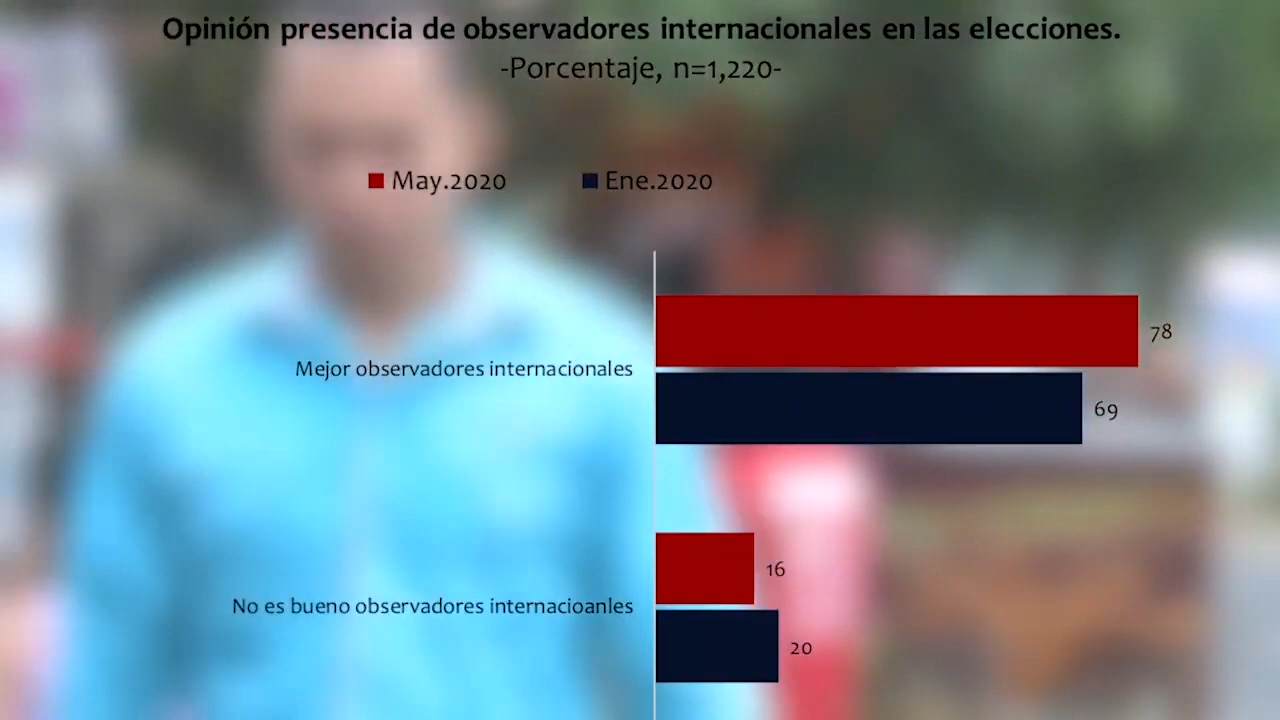 Opinión presencia de observadores internacionales en las elecciones.
-Porcentaje, n=1,220-
May.2020 Ene.2020
78
Mejor observadores internacionales
69
16
No es bueno observadores internacioanles
20